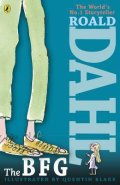 The World's
No.1 Storyteller
ROALD
DAHL
The BFG
ILLUSTRATED BY QUENTIN BLAKE